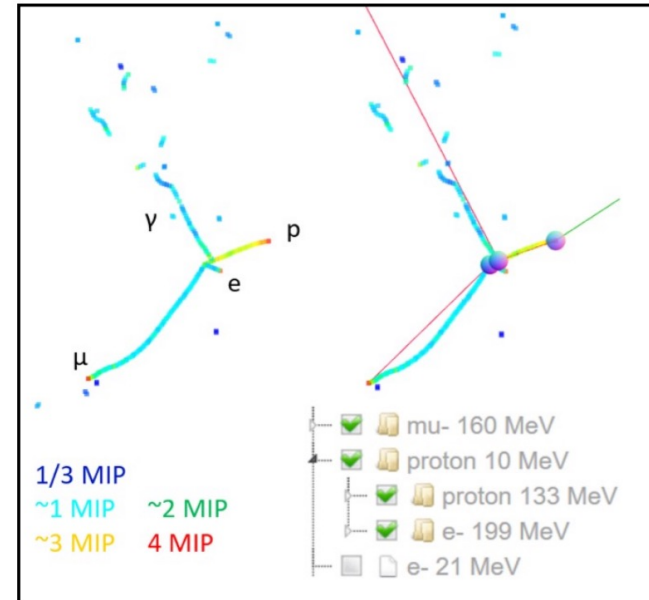 γ
p
e
μ
1/3 MIP
~1 MIP ~2 MIP
~3 MIP 4 MIP
mu- 160 MeV
proton 10 MeV
proton 133 MeV
e- 199 MeV
e- 21 MeV